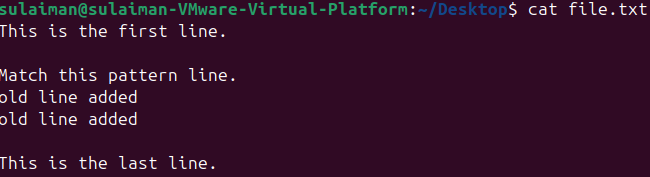 sulaiman@sulaiman-VMware-Virtual-Platform:~/Desktop$ cat file.txt
This is the first line.
Match this pattern line.
old line added
old line added
This is the last line.